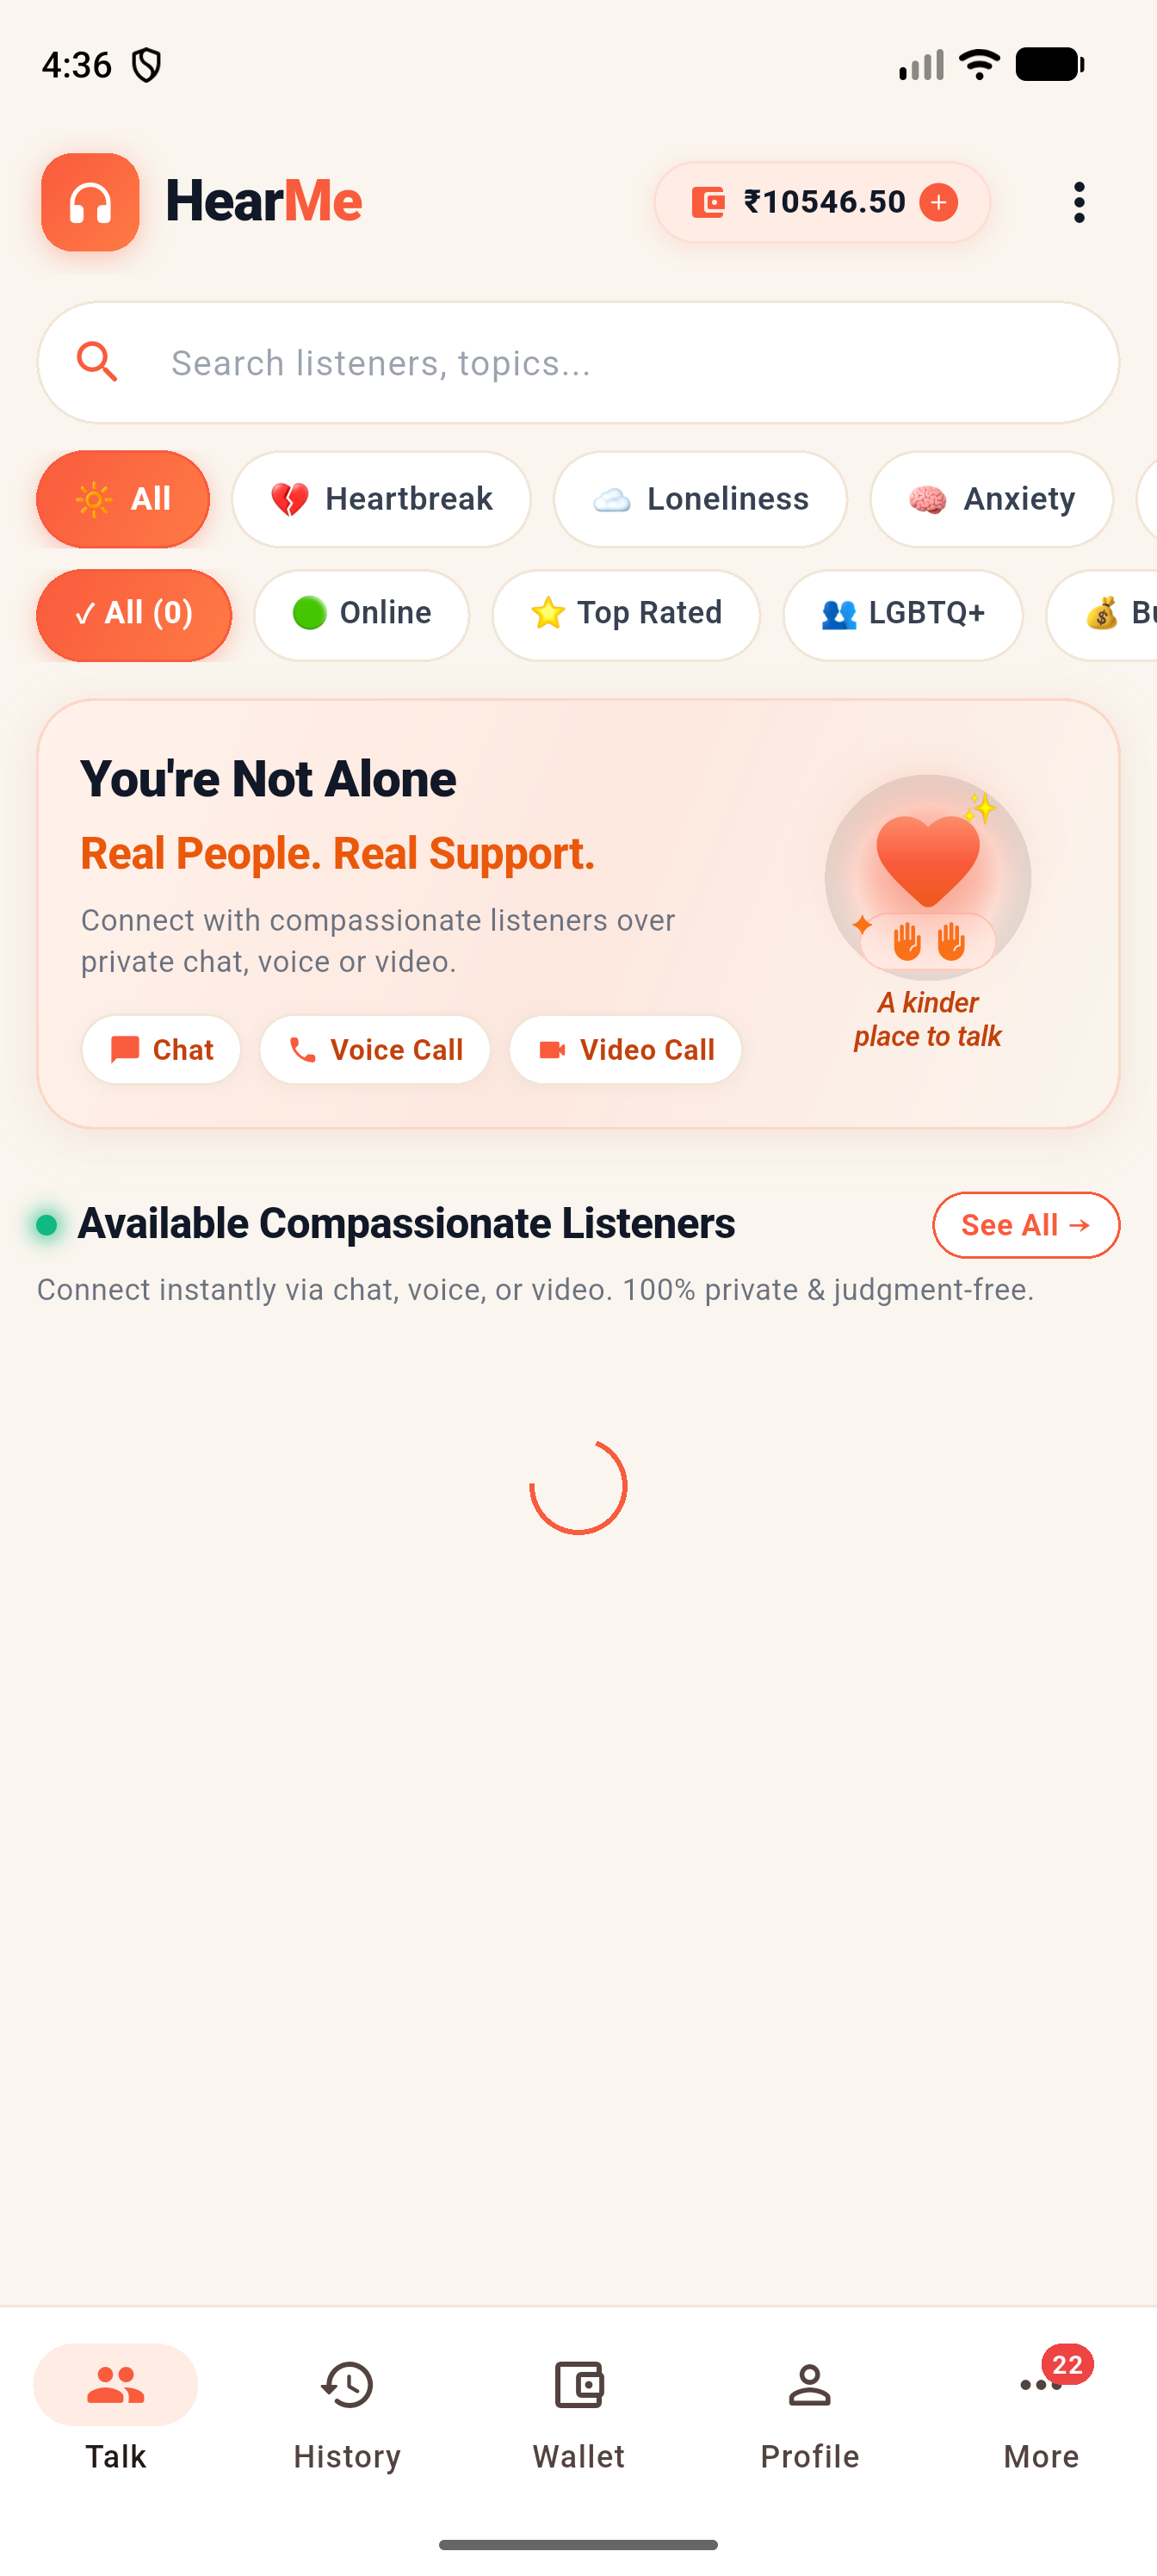 4:36
HearMe
₹10546.50
Search listeners, topics...
All
Heartbreak
Loneliness
Anxiety
✓ All (0)
Online
Top Rated
LGBTQ+
You're Not Alone
Real People. Real Support.
Connect with compassionate listeners over
private chat, voice or video.
Chat
Voice Call
Video Call
A kinder
place to talk
Available Compassionate Listeners
See All →
Connect instantly via chat, voice, or video. 100% private & judgment-free.
22
Talk
History
Wallet
Profile
More